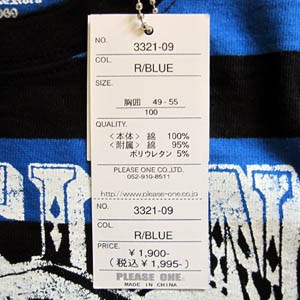 NO.
3321-09
COL.
R/BLUE
SIZE.
胸囲 49-55
100
QUALITY.
〈本体〉 綿 100%
〈附属〉 綿 95%
ポリウレタン 5%
PLEASE ONE CO.,LTD.
052-910-8511
http://www.please-one.co.jp
NO.
3321-09
COL.
R/BLUE
PRICE.
￥1,900-
(税込￥1,995-)
PLEASE ONE.
MADE IN CHINA